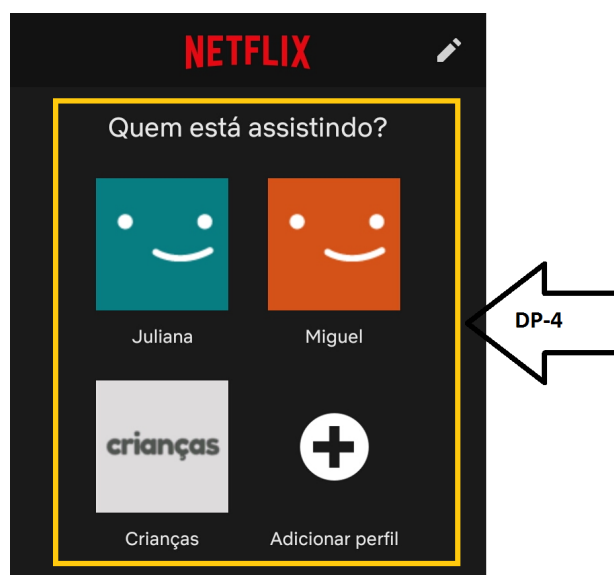 NETFLIX
Quem está assistindo?
Juliana
Miguel
DP-4
crianças
Crianças
Adicionar perfil